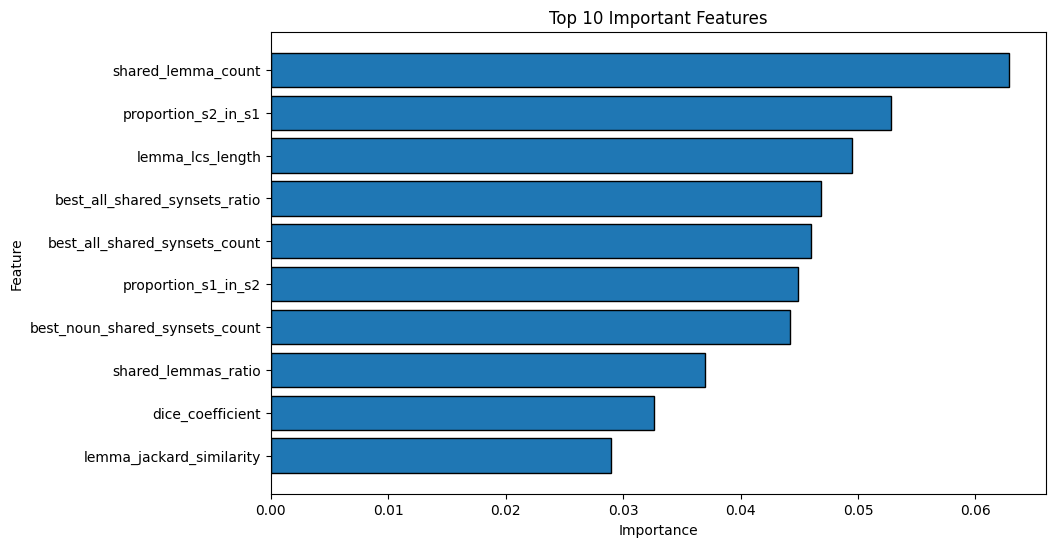 Top 10 Important Features
Feature
shared_lemma_count
proportion_s2_in_s1
lemma_lcs_length
best_all_shared_synsets_ratio
best_all_shared_synsets_count
proportion_s1_in_s2
best_noun_shared_synsets_count
shared_lemmas_ratio
dice_coefficient
lemma_jackard_similarity
0.00 0.01 0.02 0.03 0.04 0.05 0.06
Importance